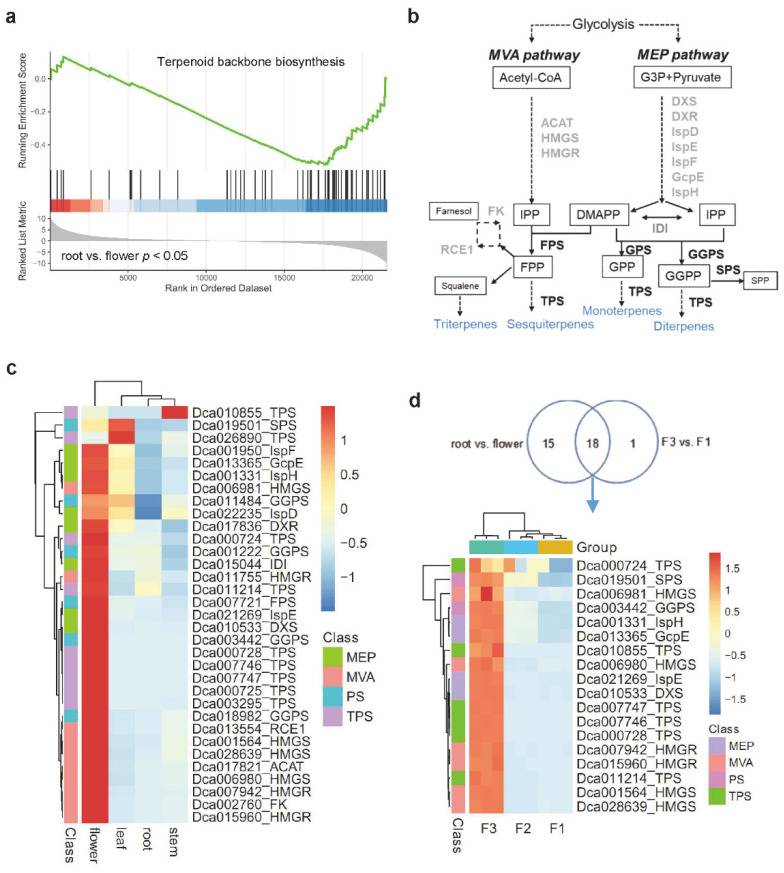 a
Terpenoid backbone biosynthesis
Running Enrichment Score
0.0
−0.2
−0.4
Ranked List Metric
10
5
0
−5
−10
root vs. flower p < 0.05
5000
10000
15000
20000
Rank in Ordered Dataset
b
Glycolysis
MVA pathway
MEP pathway
Acetyl-CoA
G3P+Pyruvate
ACAT
HMGS
HMGR
DXS
DXR
IspD
IspE
IspF
GcpE
IspH
Farnesol
FK
IPP
DMAPP
IPP
IDI
RCE1
FPS
GPS
GGPS
FPP
GPP
GGPP
SPS
SPP
Squalene
TPS
TPS
TPS
Triterpenes
Sesquiterpenes
Monoterpenes
Diterpenes
c
Dca010855_TPS
Dca019501_SPS
Dca026890_TPS
Dca001950_IspF
Dca013365_GcpE
Dca001331_IspH
Dca006981_HMGS
Dca011484_GGPS
Dca022235_IspD
Dca017836_DXR
Dca000724_TPS
Dca001222_GGPS
Dca015044_IDI
Dca011755_HMGR
Dca011214_TPS
Dca007721_FPS
Dca021269_IspE
Dca010533_DXS
Dca003442_GGPS
Dca000728_TPS
Dca007746_TPS
Dca007747_TPS
Dca000725_TPS
Dca003295_TPS
Dca018982_GGPS
Dca013554_RCE1
Dca001564_HMGS
Dca028639_HMGS
Dca017821_ACAT
Dca006980_HMGS
Dca007942_HMGR
Dca002760_FK
Dca015960_HMGR
Class
flower
leaf
root
stem
1
0.5
0
−0.5
−1
Class
MEP
MVA
PS
TPS
d
root vs. flower
15
18
1
F3 vs. F1
Group
Dca000724_TPS
Dca019501_SPS
Dca006981_HMGS
Dca003442_GGPS
Dca001331_IspH
Dca013365_GcpE
Dca010855_TPS
Dca006980_HMGS
Dca021269_IspE
Dca010533_DXS
Dca007747_TPS
Dca007746_TPS
Dca000728_TPS
Dca007942_HMGR
Dca015960_HMGR
Dca011214_TPS
Dca001564_HMGS
Dca028639_HMGS
Class
F3
F2
F1
1.5
1
0.5
0
−0.5
−1
−1.5
Class
MEP
MVA
PS
TPS